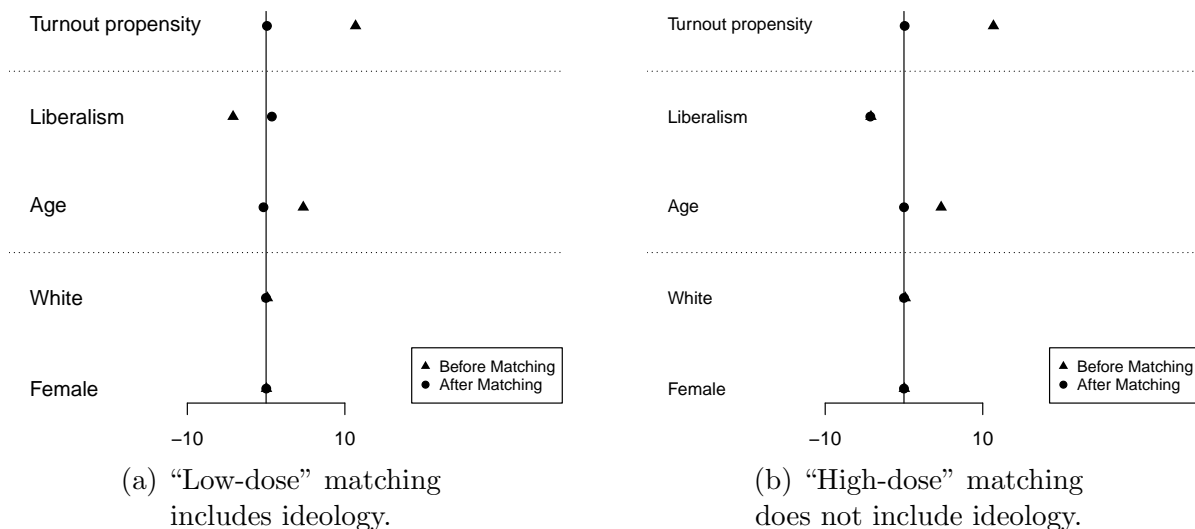 Turnout propensity
Liberalism
Age
White
Female
Before Matching
After Matching
−10 10
(a) “Low-dose” matching
includes ideology.
Turnout propensity
Liberalism
Age
White
Female
Before Matching
After Matching
−10 10
(b) “High-dose” matching
does not include ideology.